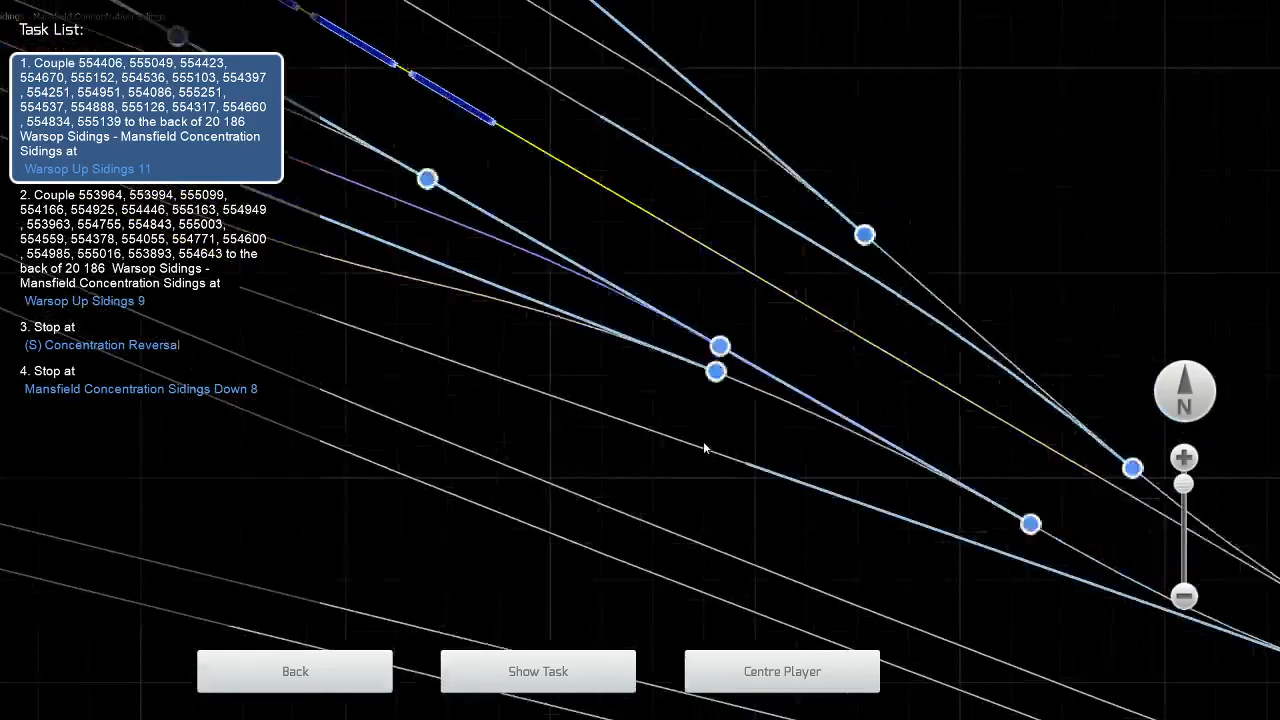 Sidings - Mansfield Concentration Sidings
Task List:
1. Couple 554406, 555049, 554423,
554670, 555152, 554536, 555103, 554397
, 554251, 554951, 554086, 555251,
554537, 554888, 555126, 554317, 554660
, 554834, 555139 to the back of 20 186
Warsop Sidings - Mansfield Concentration
Sidings at
Warsop Up Sidings 11
2. Couple 553964, 553994, 555099,
554166, 554925, 554446, 555163, 554949
, 553963, 554755, 554843, 555003,
554559, 554378, 554055, 554771, 554600
, 554985, 555016, 553893, 554643 to the
back of 20 186 Warsop Sidings -
Mansfield Concentration Sidings at
Warsop Up Sidings 9
3. Stop at
(S) Concentration Reversal
4. Stop at
Mansfield Concentration Sidings Down 8
N
Back
Show Task
Centre Player